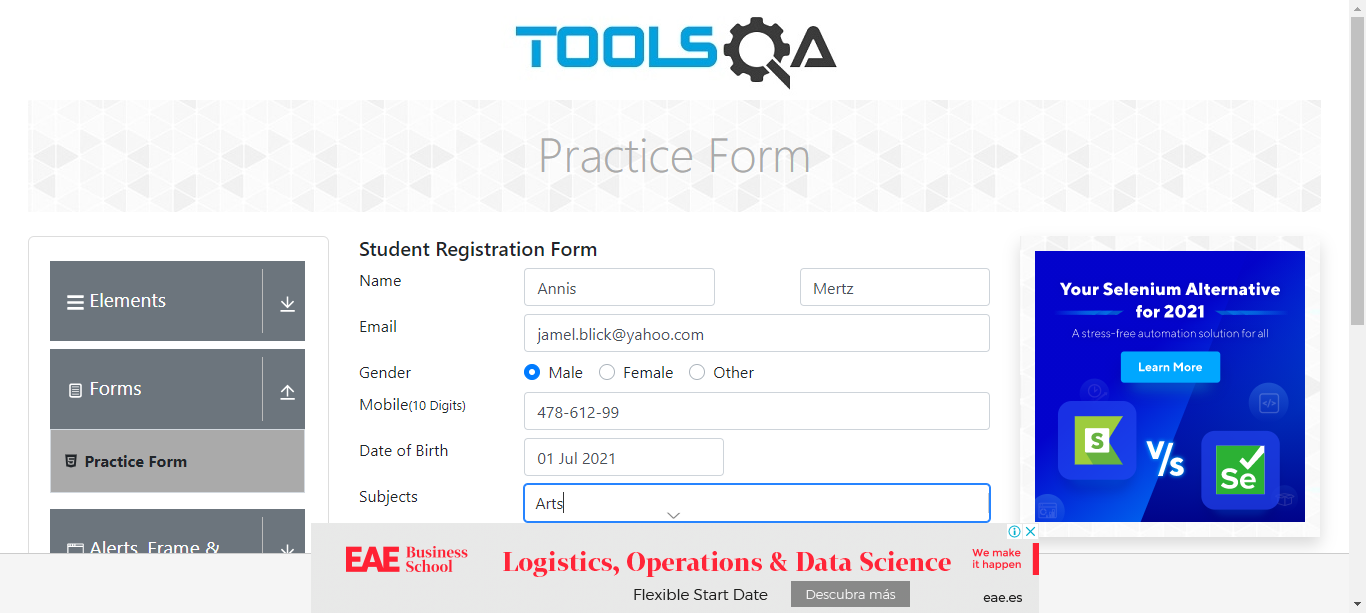 TOOLSQA
Practice Form
Elements
Forms
Practice Form
Alerts, Frame &
Student Registration Form
Name
Annis
Mertz
Email
jamel.blick@yahoo.com
Gender
Male
Female
Other
Mobile(10 Digits)
478-612-99
Date of Birth
01 Jul 2021
Subjects
Arts
Your Selenium Alternative
for 2021
A stress-free automation solution for all
Learn More
S
V/s
Se
EAE Business
School
Logistics, Operations & Data Science
Flexible Start Date
Descubra más
We make
it happen
eae.es